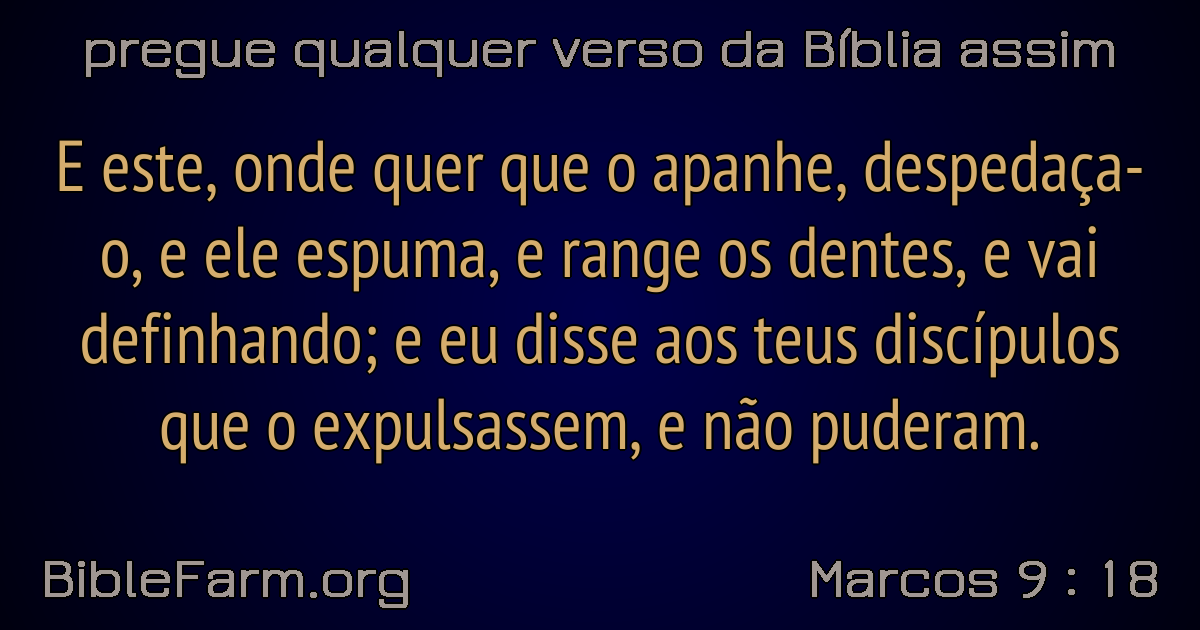 pregue qualquer verso da Bíblia assim
E este, onde quer que o apanhe, despedaça-
o, e ele espuma, e range os dentes, e vai
definhando; e eu disse aos teus discípulos
que o expulsassem, e não puderam.
BibleFarm.org
Marcos 9 : 18